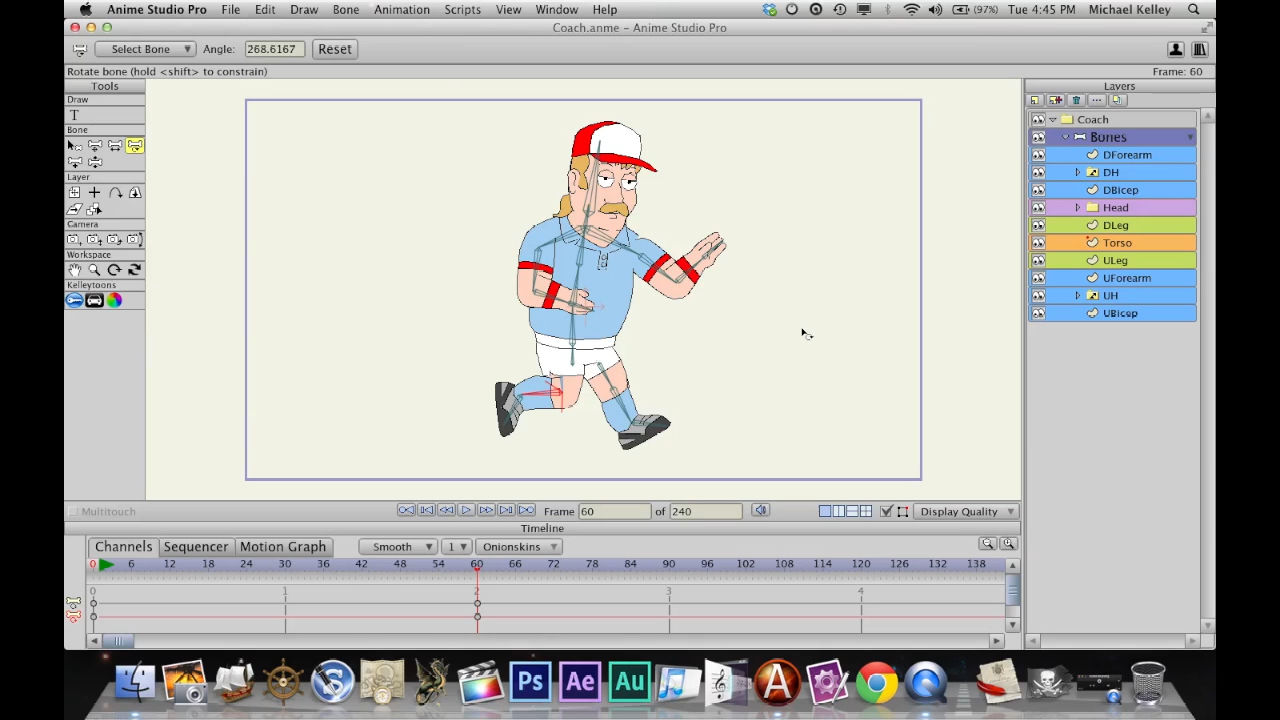 Anime Studio Pro File Edit Draw Bone Animation Scripts View Window Help (97%) Tue 4:45 PM Michael Kelley
Coach.anme – Anime Studio Pro
Select Bone Angle: 268.6167 Reset
Rotate bone (hold <shift> to constrain) Frame: 60
Tools
Draw
T
Bone
Layer
Camera
Workspace
Kelleytoons
Layers
Coach
Bones
DForearm
DH
DBicep
Head
DLeg
Torso
ULeg
UForearm
UH
UBicep
Multitouch Frame 60 of 240 Display Quality
Timeline
Channels Sequencer Motion Graph Smooth 1 Onionskins
0 6 12 18 24 30 36 42 48 54 60 66 72 78 84 90 96 102 108 114 120 126 132 138
0 1 2 3 4
Ps Ae Au